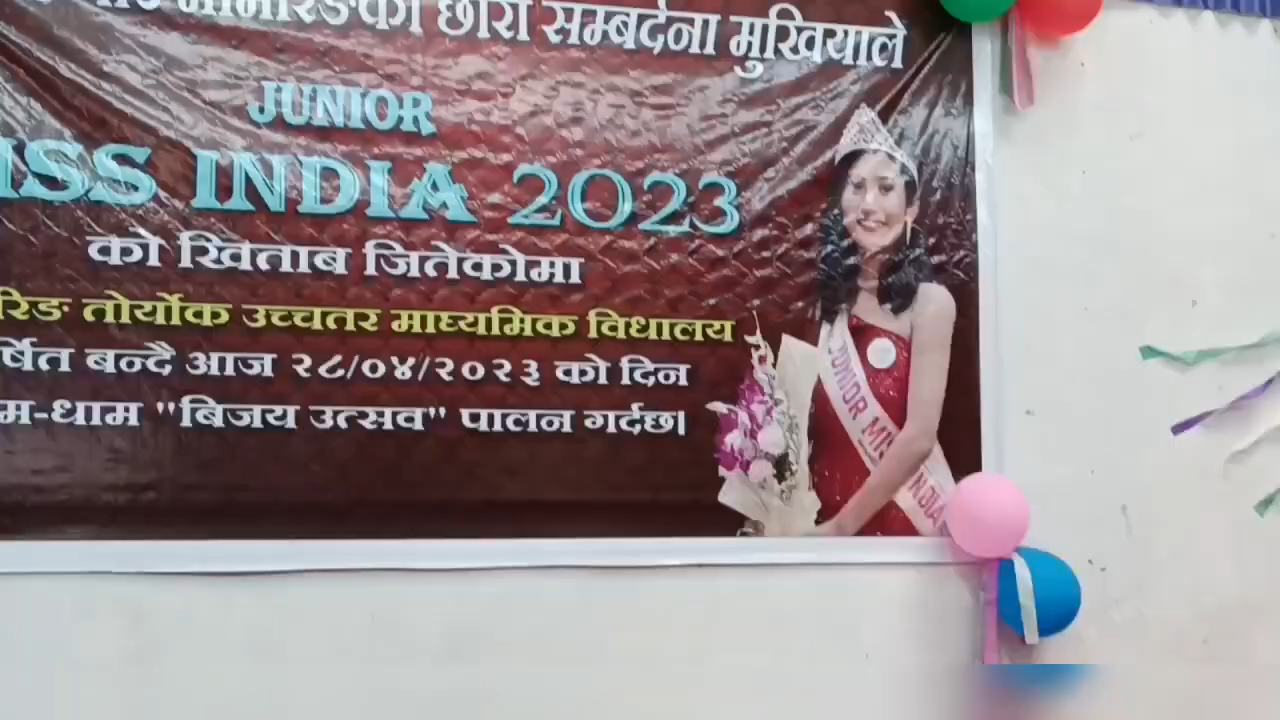 छोरी सम्बर्दना मुखियाले
JUNIOR
ISS INDIA 2023
को खिताब जितेकोमा
रिङ तोर्योक उच्चतर माध्यमिक विधालय
र्षित बन्दै आज २८/०४/२०२३ को दिन
म-धाम "बिजय उत्सव" पालन गर्दछ।
JUNIOR MIS INDIA